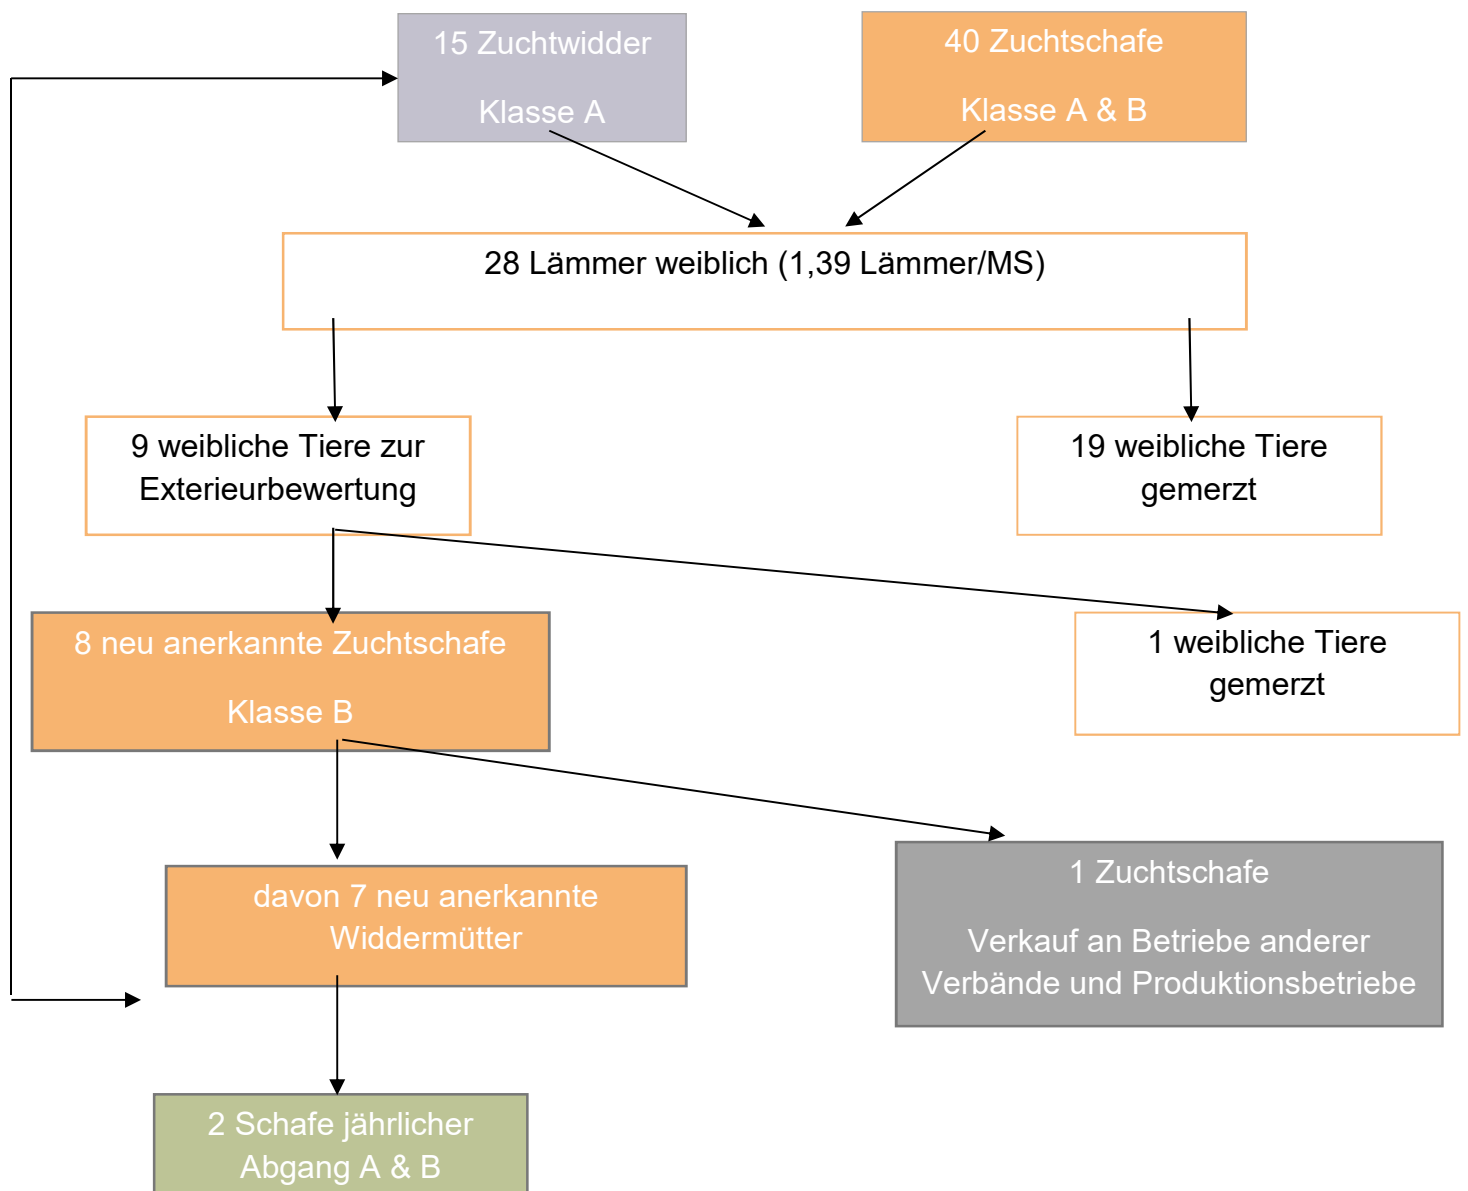 15 Zuchtwidder
Klasse A
40 Zuchtschafe
Klasse A & B
28 Lämmer weiblich (1,39 Lämmer/MS)
9 weibliche Tiere zur
Exterieurbewertung
19 weibliche Tiere
gemerzt
8 neu anerkannte Zuchtschafe
Klasse B
1 weibliche Tiere
gemerzt
davon 7 neu anerkannte
Widdermütter
1 Zuchtschafe
Verkauf an Betriebe anderer
Verbände und Produktionsbetriebe
2 Schafe jährlicher
Abgang A & B